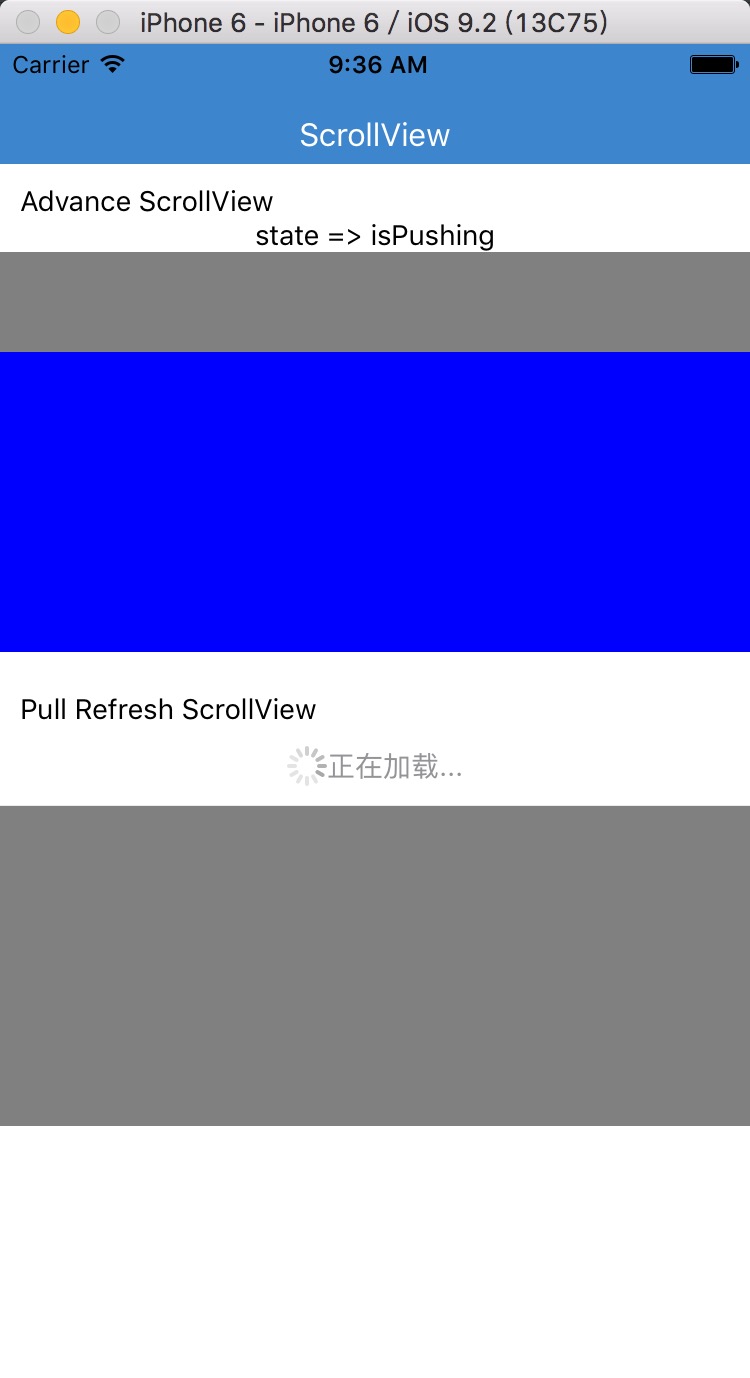 iPhone 6 - iPhone 6 / iOS 9.2 (13C75)
Carrier 9:36 AM
ScrollView
Advance ScrollView
state => isPushing
Pull Refresh ScrollView
正在加载...